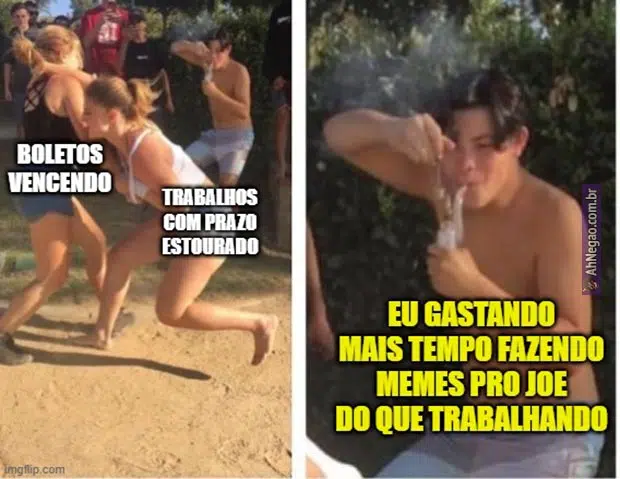 BOLETOS
VENCENDO
TRABALHOS
COM PRAZO
ESTOURADO
EU GASTANDO
MAIS TEMPO FAZENDO
MEMES PRO JOE
DO QUE TRABALHANDO
AhNegao.com.br
imgflip.com